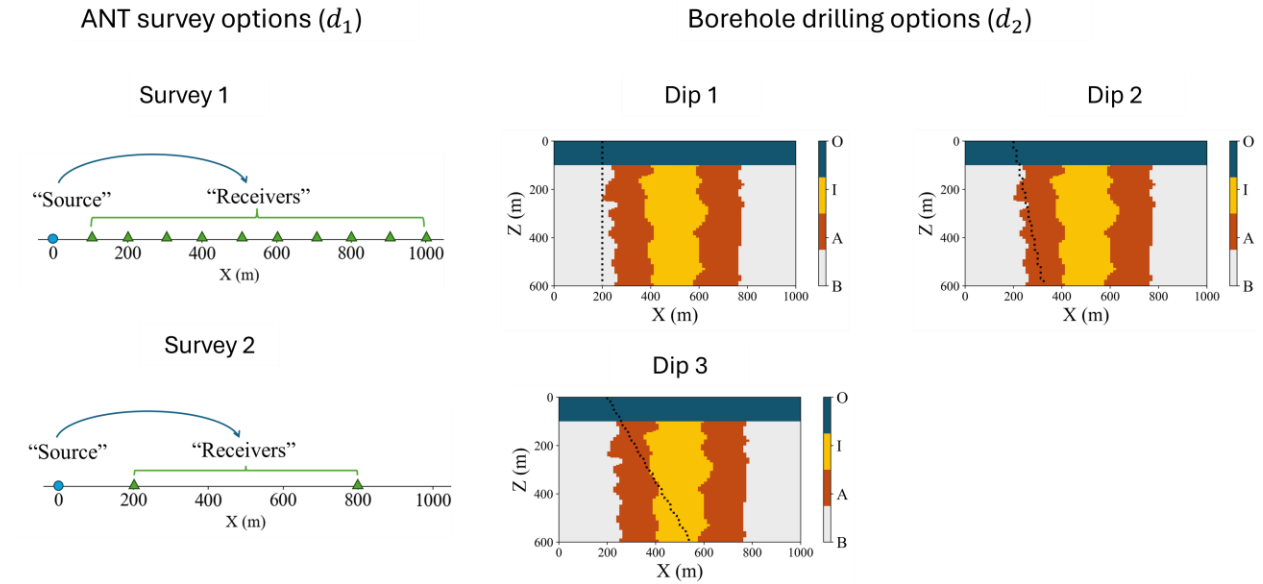 ANT survey options (d₁)
Borehole drilling options (d₂)
Survey 1
“Source”
“Receivers”
0 200 400 600 800 1000
X (m)
Survey 2
“Source”
“Receivers”
0 200 400 600 800 1000
X (m)
Dip 1
0
200
400
600
Z (m)
0 200 400 600 800 1000
X (m)
O
I
A
B
Dip 2
0
200
400
600
Z (m)
0 200 400 600 800 1000
X (m)
O
I
A
B
Dip 3
0
200
400
600
Z (m)
0 200 400 600 800 1000
X (m)
O
I
A
B